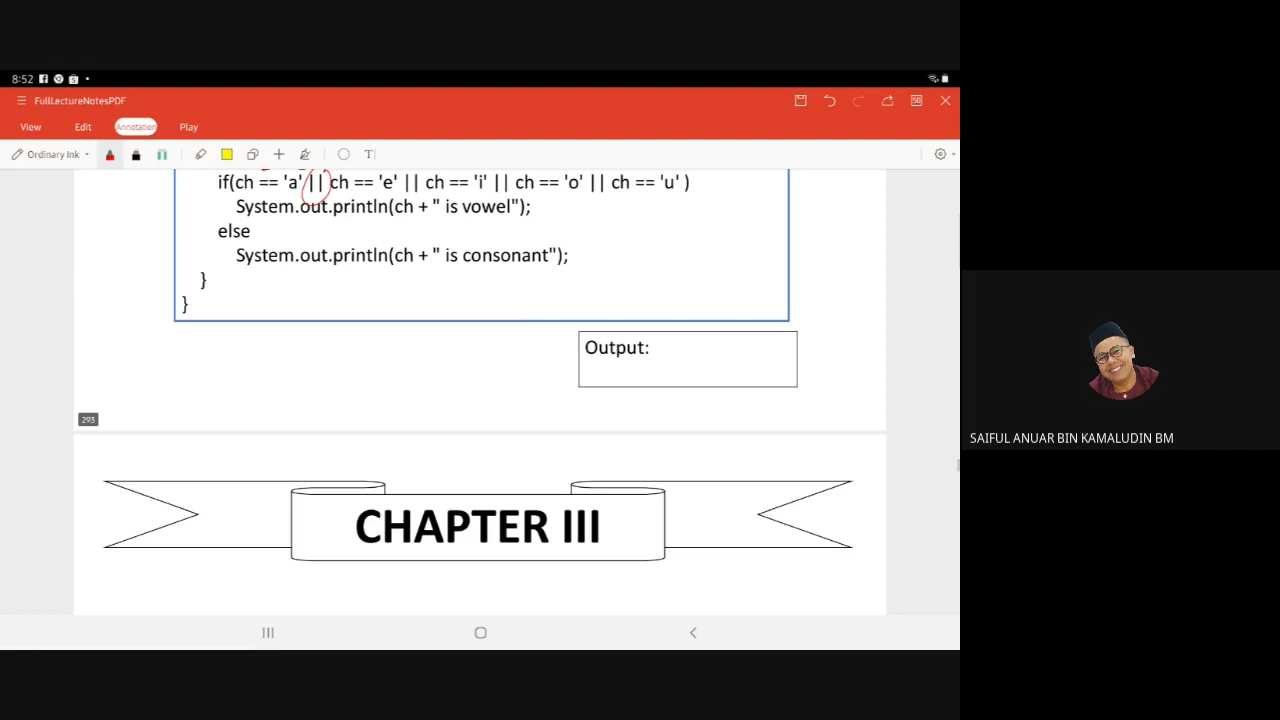 8:52
FullLectureNotesPDF
50
View Edit Annotation Play
Ordinary Ink T
if(ch == 'a' || ch == 'e' || ch == 'i' || ch == 'o' || ch == 'u' )
System.out.println(ch + " is vowel");
else
System.out.println(ch + " is consonant");
}
}
Output:
293
CHAPTER III
SAIFUL ANUAR BIN KAMALUDIN BM